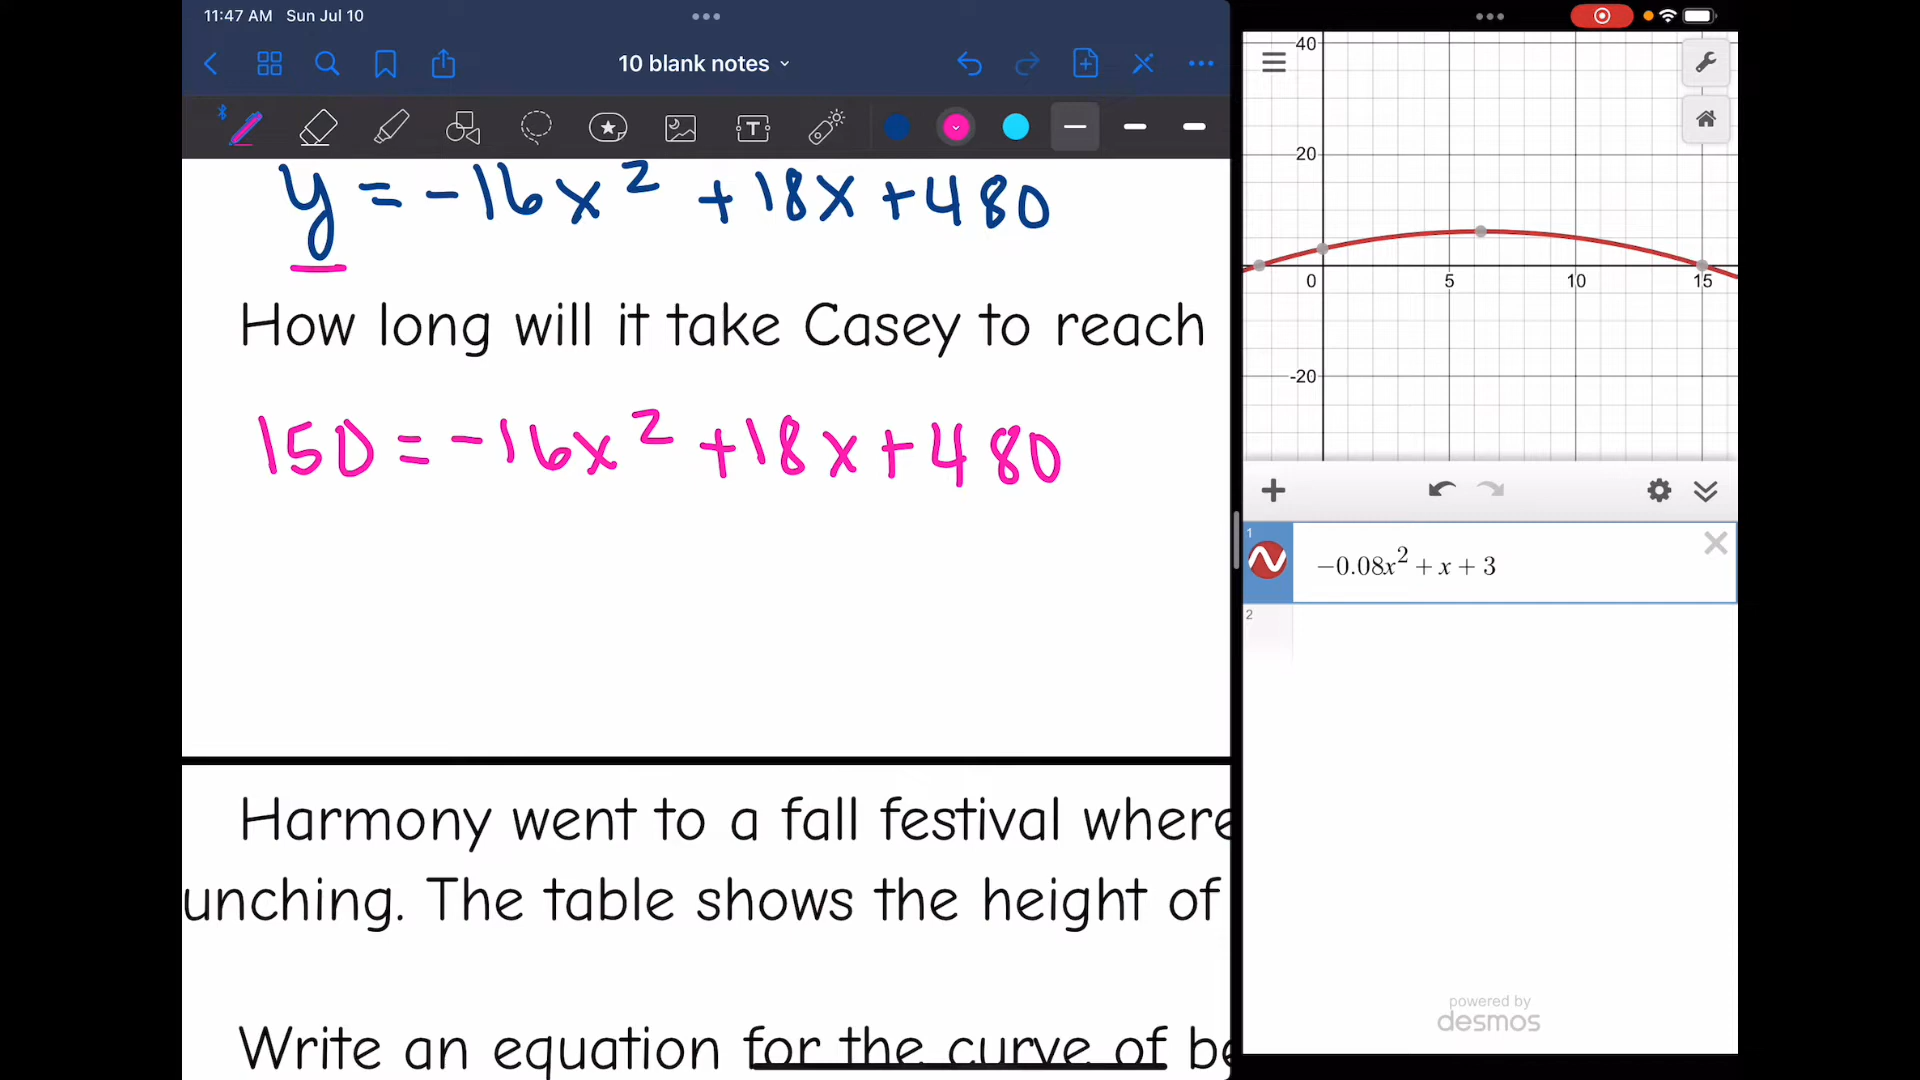 11:47 AM Sun Jul 10
10 blank notes
T
y = -16x² + 18x + 480
How long will it take Casey to reach
150 = -16x² + 18x + 480
Harmony went to a fall festival where
unching. The table shows the height of
Write an equation for the curve of be
40
20
0
5
10
15
-20
1
−0.08x² + x + 3
2
powered by
desmos